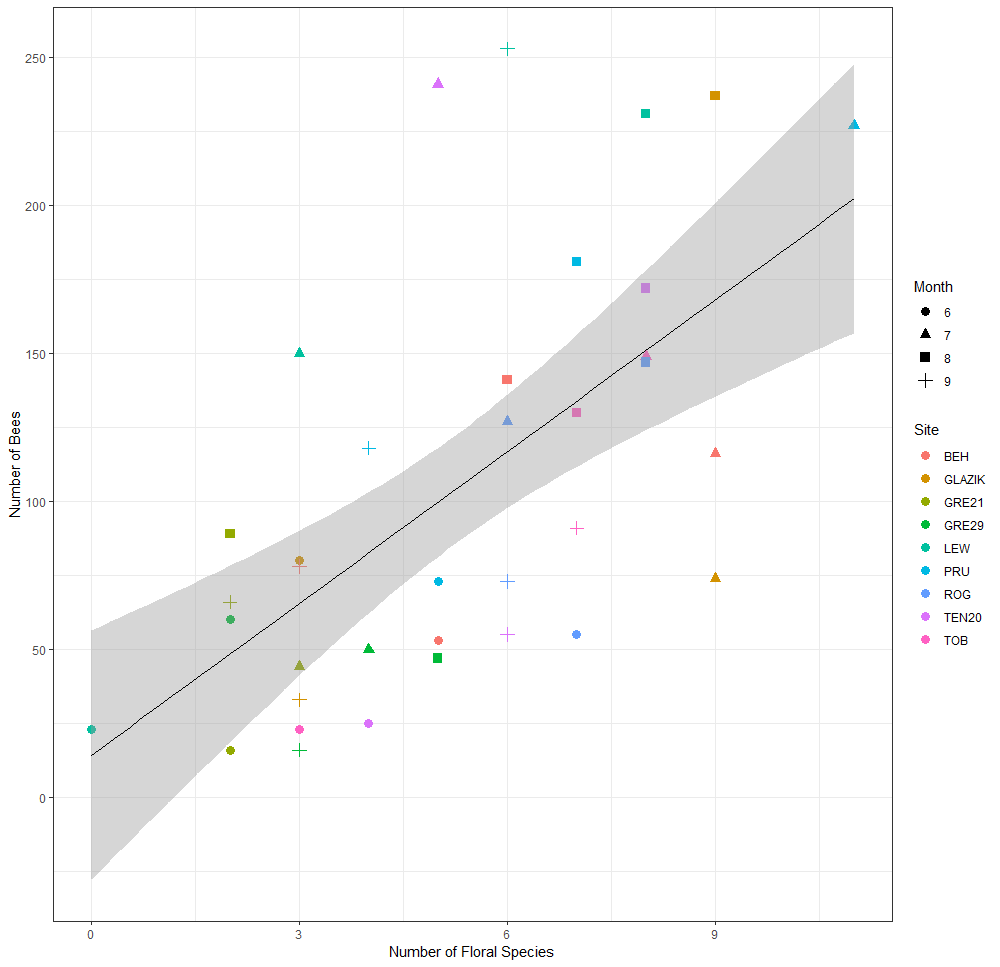 Number of Bees
250
200
150
100
50
0
0 3 6 9
Number of Floral Species
Month
6
7
8
9
Site
BEH
GLAZIK
GRE21
GRE29
LEW
PRU
ROG
TEN20
TOB